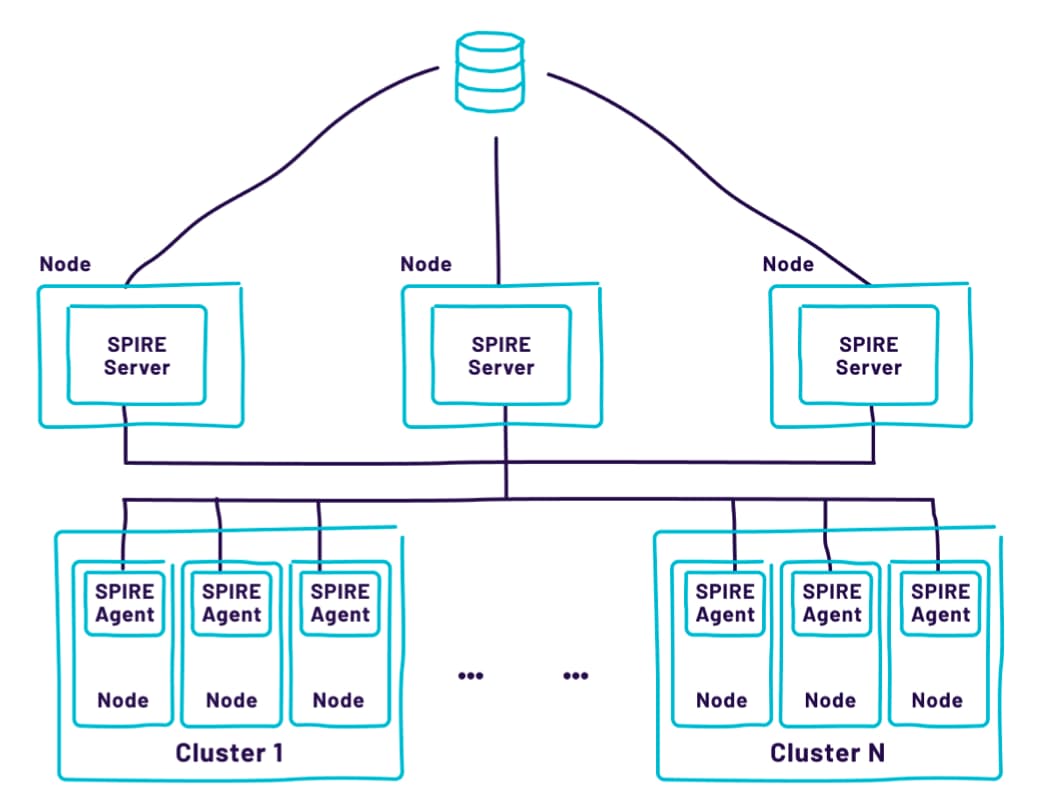 Node
Node
Node
SPIRE
Server
SPIRE
Server
SPIRE
Server
SPIRE
Agent
SPIRE
Agent
SPIRE
Agent
SPIRE
Agent
SPIRE
Agent
SPIRE
Agent
... ...
Node
Node
Node
Node
Node
Node
Cluster 1
Cluster N